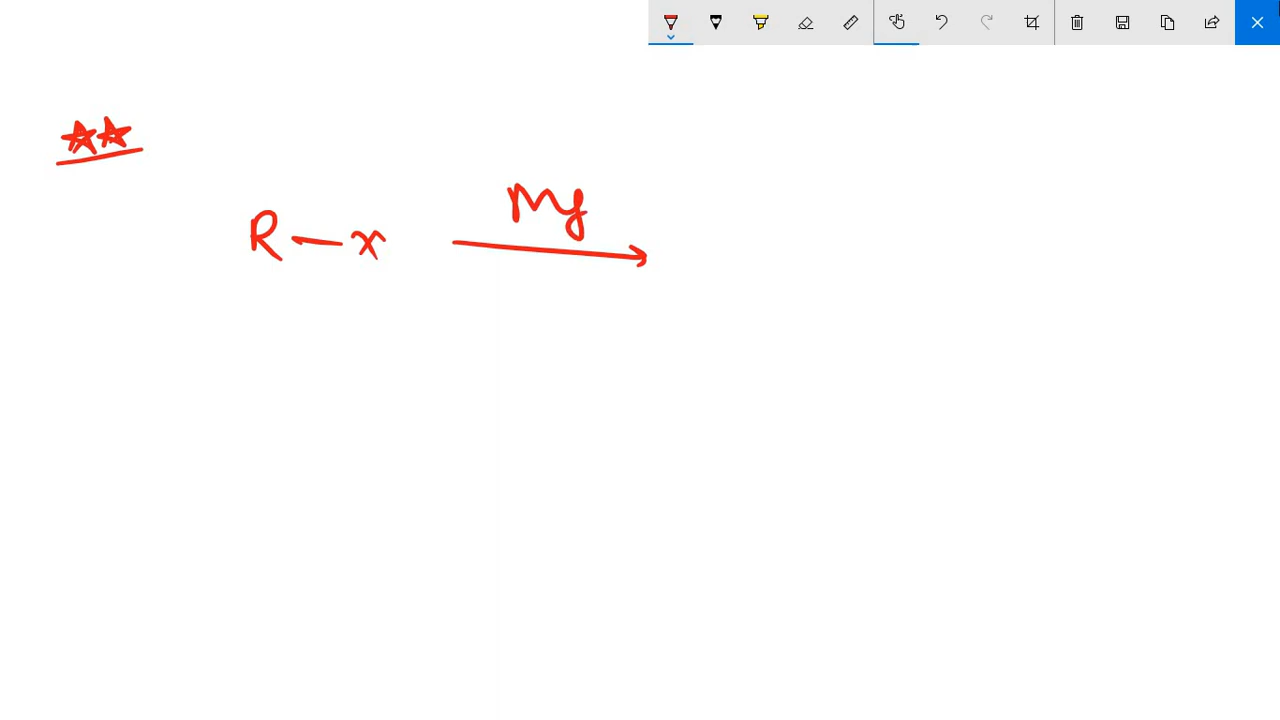 Mg
R — x ⟶